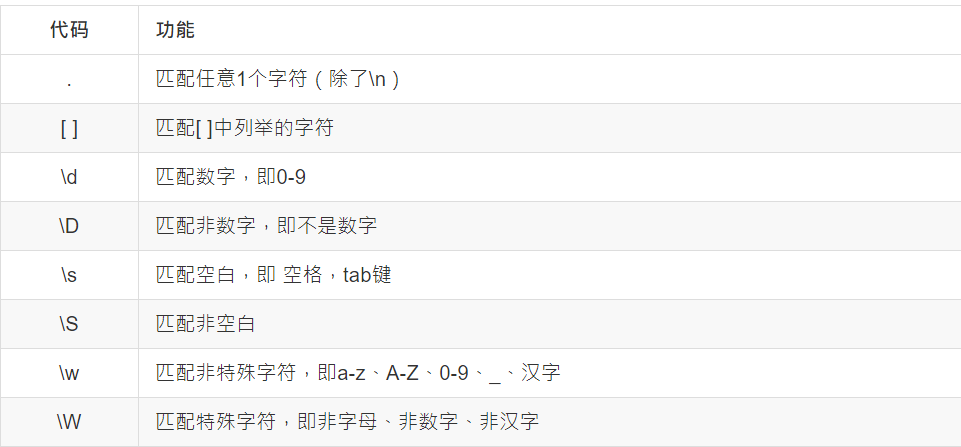 代码 功能
. 匹配任意1个字符（除了\n）
[ ] 匹配[ ]中列举的字符
\d 匹配数字，即0-9
\D 匹配非数字，即不是数字
\s 匹配空白，即 空格，tab键
\S 匹配非空白
\w 匹配非特殊字符，即a-z、A-Z、0-9、_、汉字
\W 匹配特殊字符，即非字母、非数字、非汉字